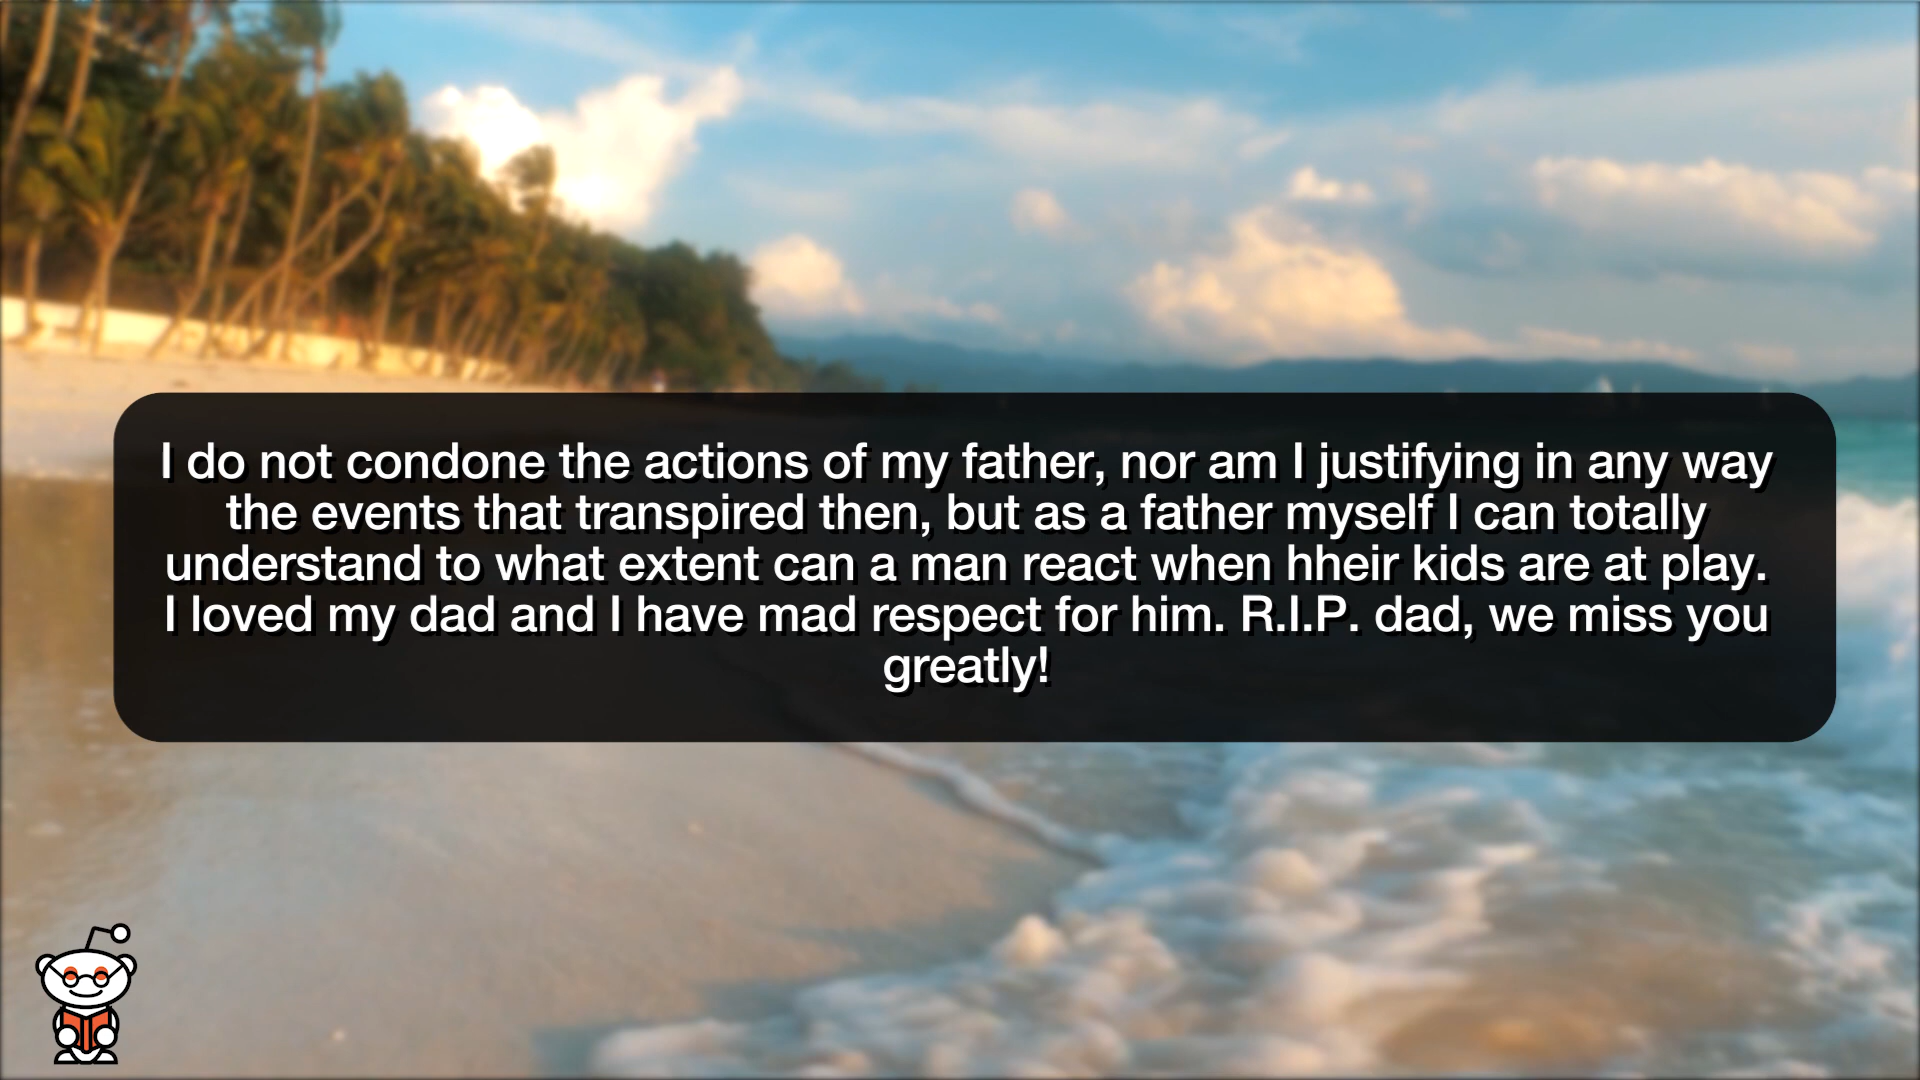 I do not condone the actions of my father, nor am I justifying in any way
the events that transpired then, but as a father myself I can totally
understand to what extent can a man react when hheir kids are at play.
I loved my dad and I have mad respect for him. R.I.P. dad, we miss you
greatly!